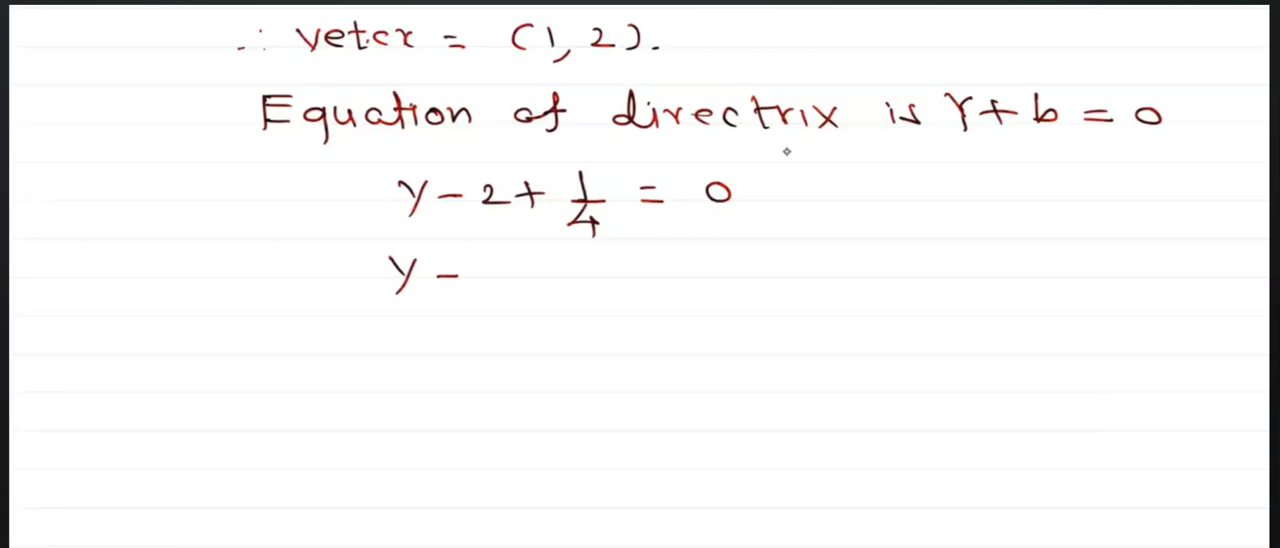 ∴ vetex = (1, 2).
Equation of directrix is Y + b = 0
y - 2 + 1/4 = 0
y -